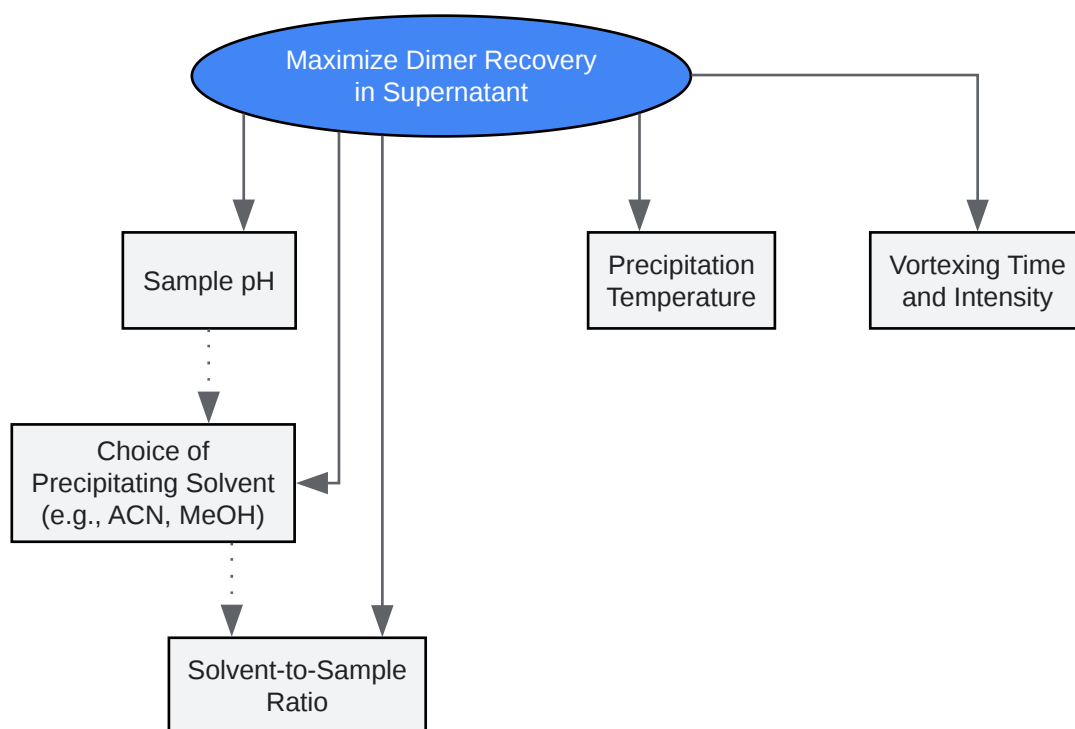 Maximize Dimer Recovery
in Supernatant
Sample pH
Precipitation
Temperature
Vortexing Time
and Intensity
Choice of
Precipitating Solvent
(e.g., ACN, MeOH)
Solvent-to-Sample
Ratio